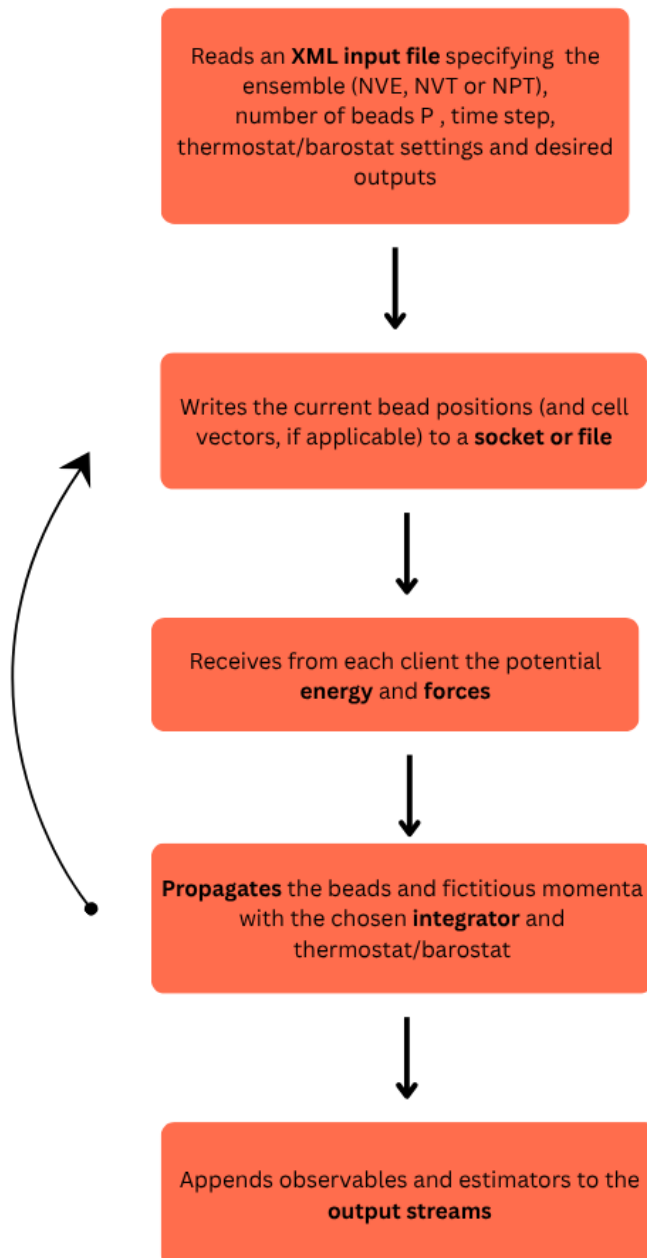 Reads an XML input file specifying the
ensemble (NVE, NVT or NPT),
number of beads P , time step,
thermostat/barostat settings and desired
outputs
Writes the current bead positions (and cell
vectors, if applicable) to a socket or file
Receives from each client the potential
energy and forces
Propagates the beads and fictitious momenta
with the chosen integrator and
thermostat/barostat
Appends observables and estimators to the
output streams